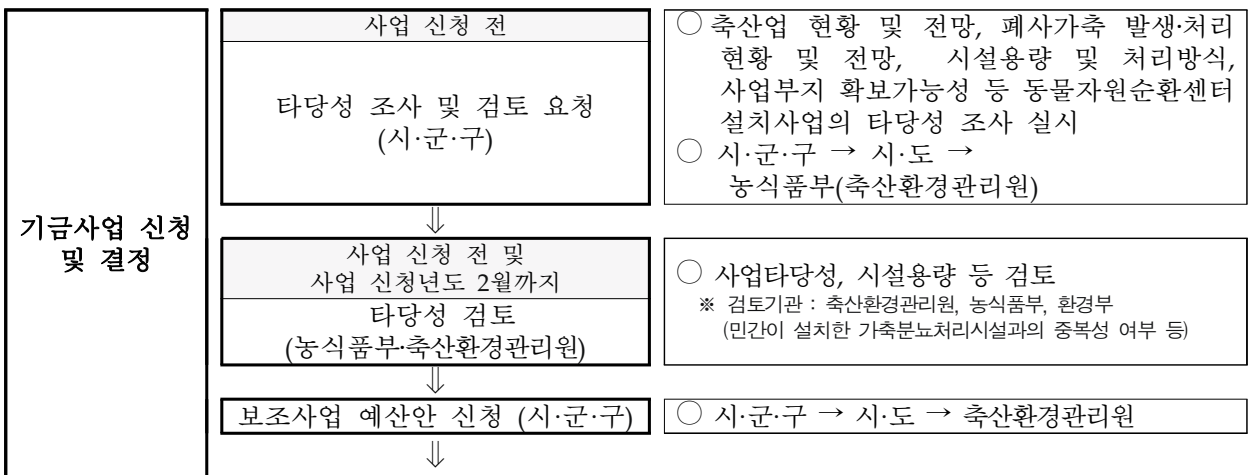 기금사업 신청
및 결정
사업 신청 전
타당성 조사 및 검토 요청
(시·군·구)
○ 축산업 현황 및 전망, 폐사가축 발생·처리
현황 및 전망, 시설용량 및 처리방식,
사업부지 확보가능성 등 동물자원순환센터
설치사업의 타당성 조사 실시
○ 시·군·구 → 시·도 →
농식품부(축산환경관리원)
⇓
사업 신청 전 및
사업 신청년도 2월까지
타당성 검토
(농식품부·축산환경관리원)
○ 사업타당성, 시설용량 등 검토
※ 검토기관 : 축산환경관리원, 농식품부, 환경부
(민간이 설치한 가축분뇨처리시설과의 중복성 여부 등)
⇓
보조사업 예산안 신청 (시·군·구)
○ 시·군·구 → 시·도 → 축산환경관리원
⇓